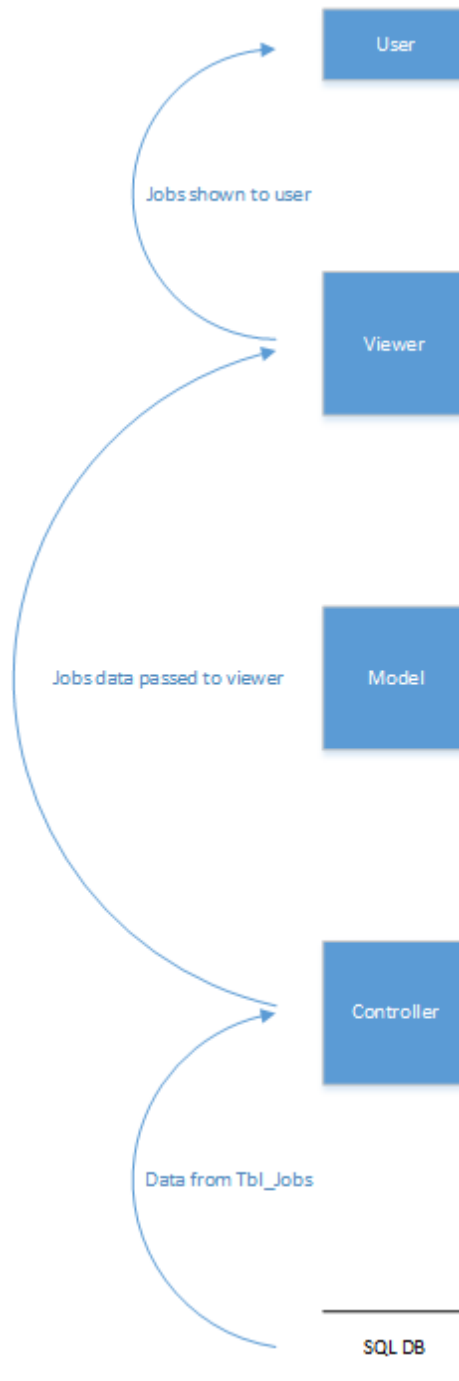 User
Jobs shown to user
Viewer
Jobs data passed to viewer
Model
Controller
Data from Tbl_Jobs
SQL DB